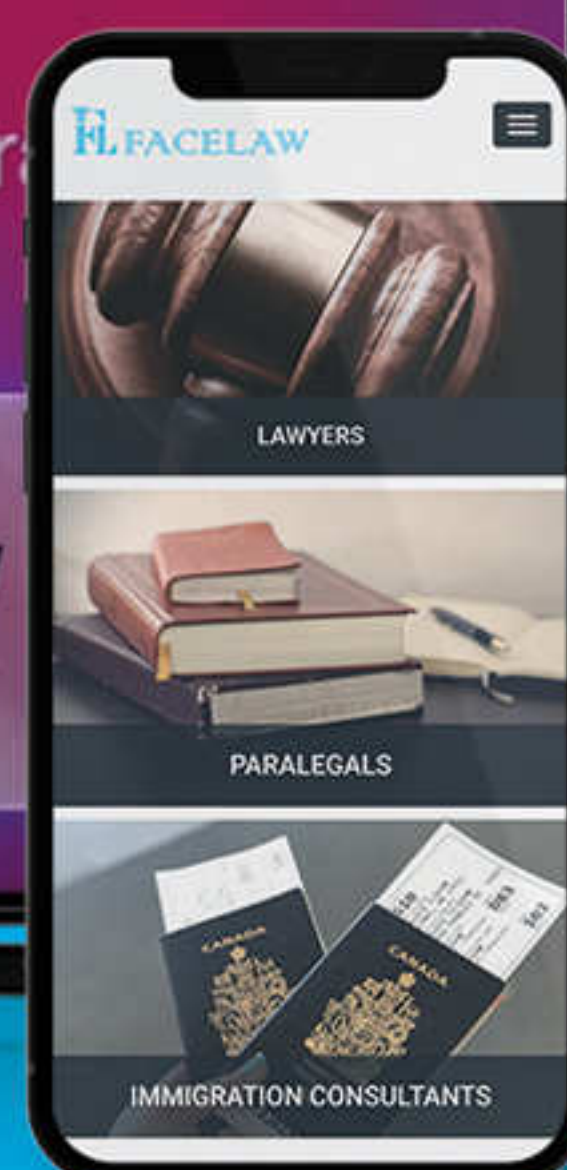 FL FACELAW
LAWYERS
PARALEGALS
CANADA
CANADA
IMMIGRATION CONSULTANTS